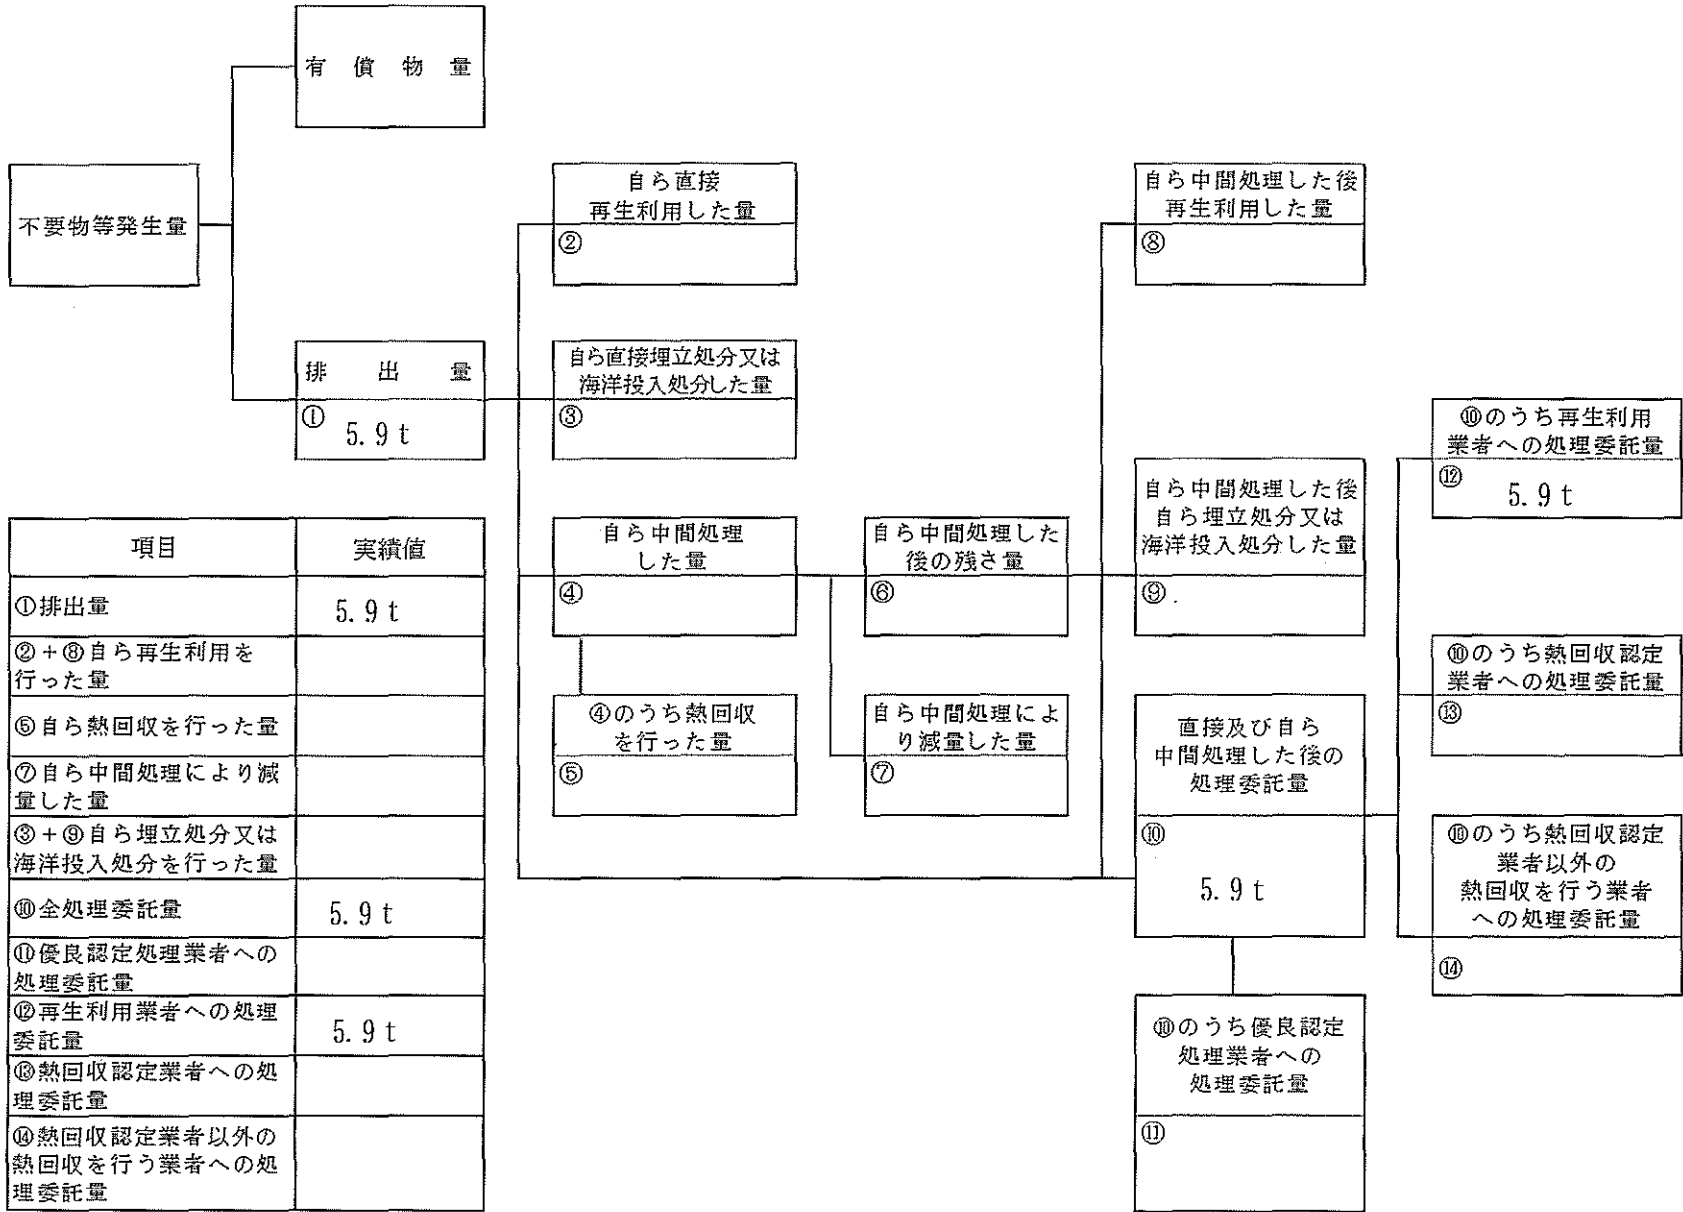 有償物量
不要物等発生量
排出量
①
5.9 t
自ら直接
再生利用した量
②
自ら直接埋立処分又は
海洋投入処分した量
③
自ら中間処理
した量
④
④のうち熱回収
を行った量
⑤
自ら中間処理した
後の残さ量
⑥
自ら中間処理によ
り減量した量
⑦
自ら中間処理した後
再生利用した量
⑧
自ら中間処理した後
自ら埋立処分又は
海洋投入処分した量
⑨
直接及び自ら
中間処理した後の
処理委託量
⑩
5.9 t
⑩のうち優良認定
処理業者への
処理委託量
⑪
⑩のうち再生利用
業者への処理委託量
⑫
5.9 t
⑩のうち熱回収認定
業者への処理委託量
⑬
⑩のうち熱回収認定
業者以外の
熱回収を行う業者
への処理委託量
⑭
項目 実績値
①排出量 5.9 t
②+⑧自ら再生利用を
行った量
⑤自ら熱回収を行った量
⑦自ら中間処理により減
量した量
③+⑨自ら埋立処分又は
海洋投入処分を行った量
⑩全処理委託量 5.9 t
⑪優良認定処理業者への
処理委託量
⑫再生利用業者への処理
委託量 5.9 t
⑬熱回収認定業者への処
理委託量
⑭熱回収認定業者以外の
熱回収を行う業者への処
理委託量